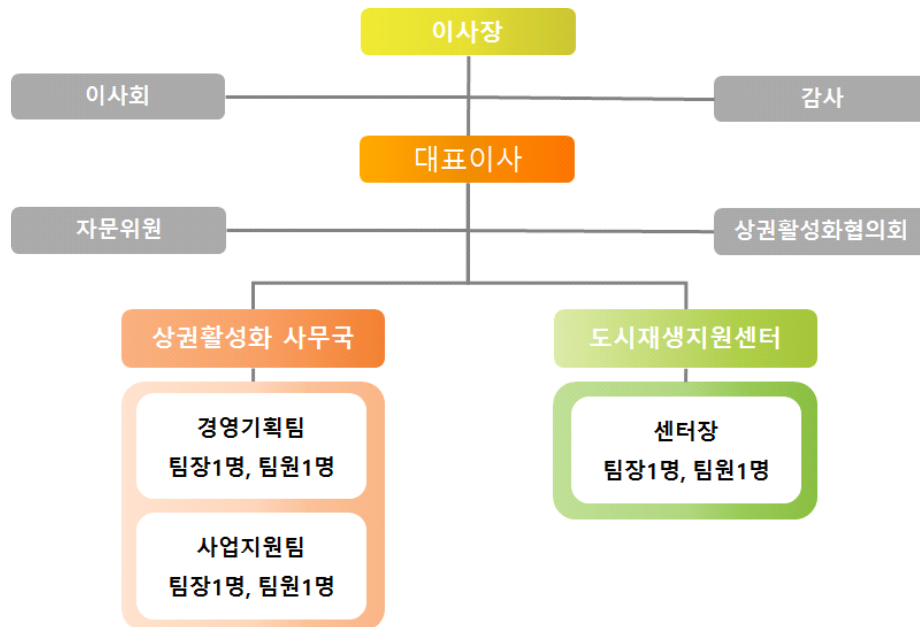 이사장
이사회
감사
대표이사
자문위원
상권활성화협의회
상권활성화 사무국
도시재생지원센터
경영기획팀
팀장1명, 팀원1명
사업지원팀
팀장1명, 팀원1명
센터장
팀장1명, 팀원1명